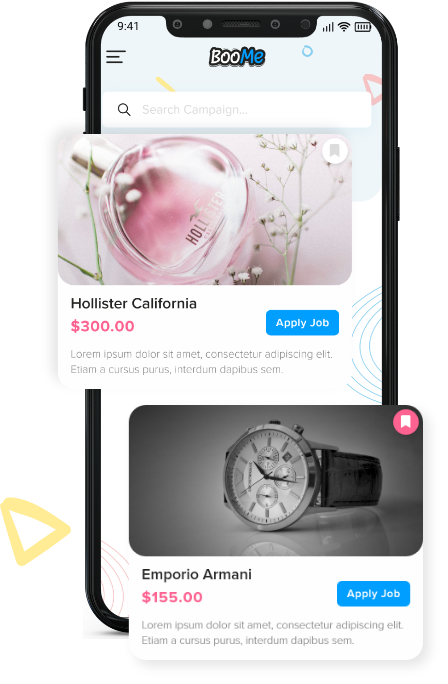 9:41
BooMe
Search Campaign...
HOLLISTER
Hollister California
$300.00
Apply Job
Lorem ipsum dolor sit amet, consectetur adipiscing elit.
Etiam a cursus purus, interdum dapibus sem.
Emporio Armani
$155.00
Apply Job
Lorem ipsum dolor sit amet, consectetur adipiscing elit.
Etiam a cursus purus, interdum dapibus sem.